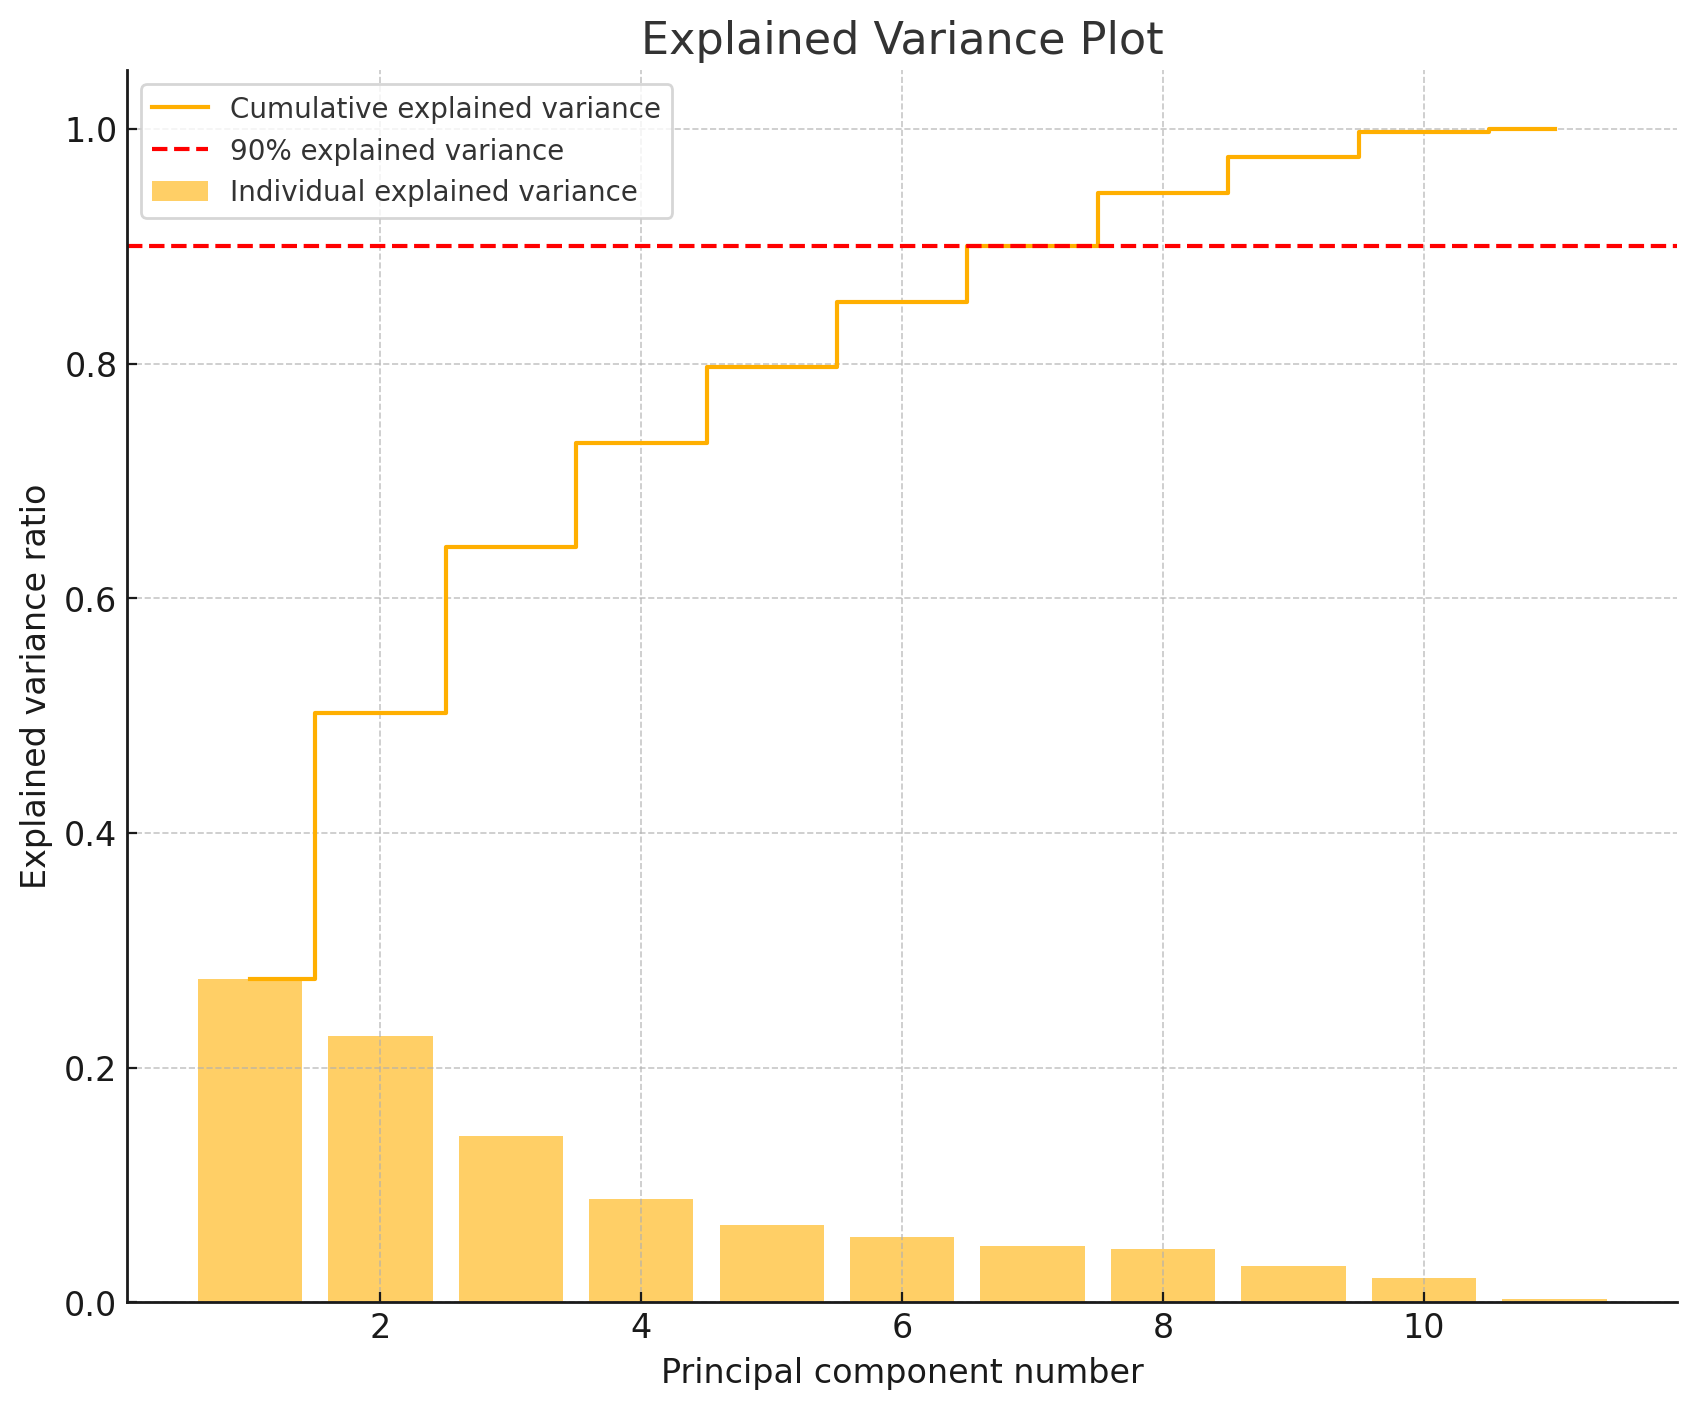 Explained Variance Plot
Cumulative explained variance
90% explained variance
Individual explained variance
Explained variance ratio
1.0
0.8
0.6
0.4
0.2
0.0
2 4 6 8 10
Principal component number